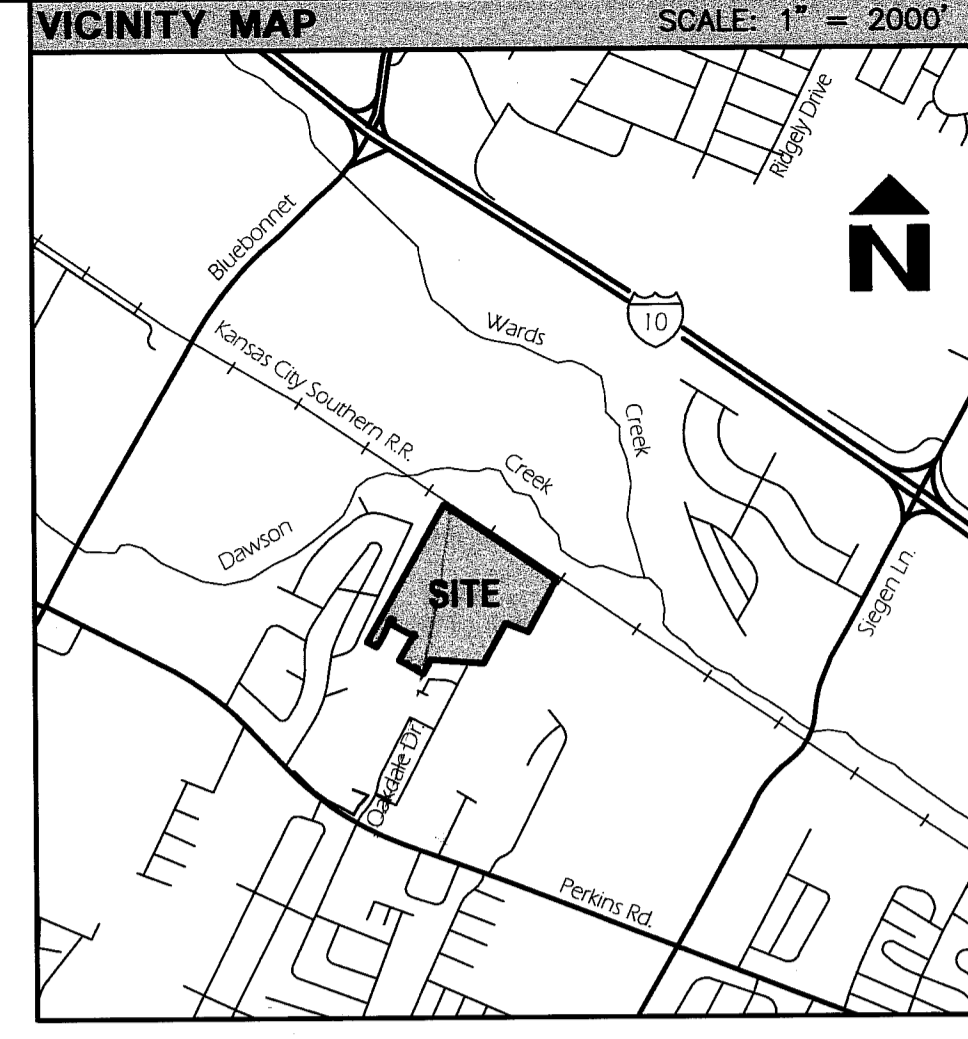 VICINITY MAP
SCALE: 1" = 2000'
Ridgely Drive
Bluebonnet
N
10
Wards
Creek
Kansas City Southern R.R.
Creek
Dawson
SITE
Siegen Ln.
Oakdale Dr.
Perkins Rd.